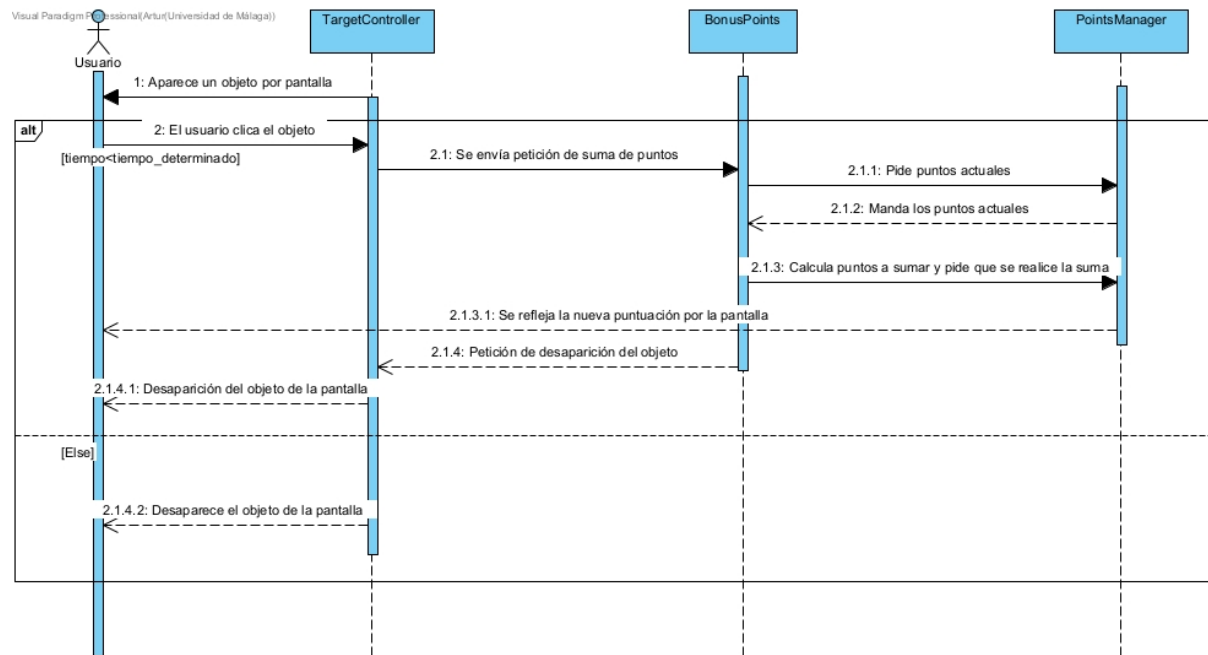 Visual Paradigm Professional(Artur(Universidad de Málaga))
TargetController
BonusPoints
PointsManager
Usuario
1: Aparece un objeto por pantalla
alt
2: El usuario clica el objeto
[tiempo<tiempo_determinado]
2.1: Se envía petición de suma de puntos
2.1.1: Pide puntos actuales
2.1.2: Manda los puntos actuales
2.1.3: Calcula puntos a sumar y pide que se realice la suma
2.1.3.1: Se refleja la nueva puntuación por la pantalla
2.1.4: Petición de desaparición del objeto
2.1.4.1: Desaparición del objeto de la pantalla
[Else]
2.1.4.2: Desaparece el objeto de la pantalla